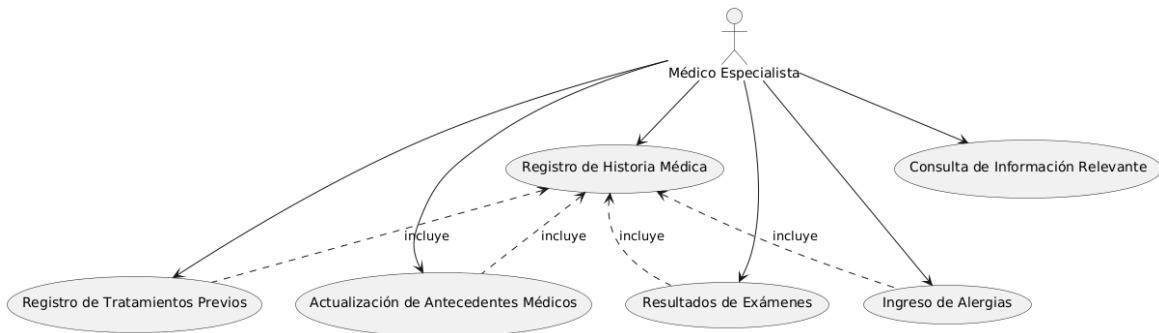 Médico Especialista
Registro de Historia Médica
Consulta de Información Relevante
incluye
incluye
incluye
incluye
Registro de Tratamientos Previos
Actualización de Antecedentes Médicos
Resultados de Exámenes
Ingreso de Alergias